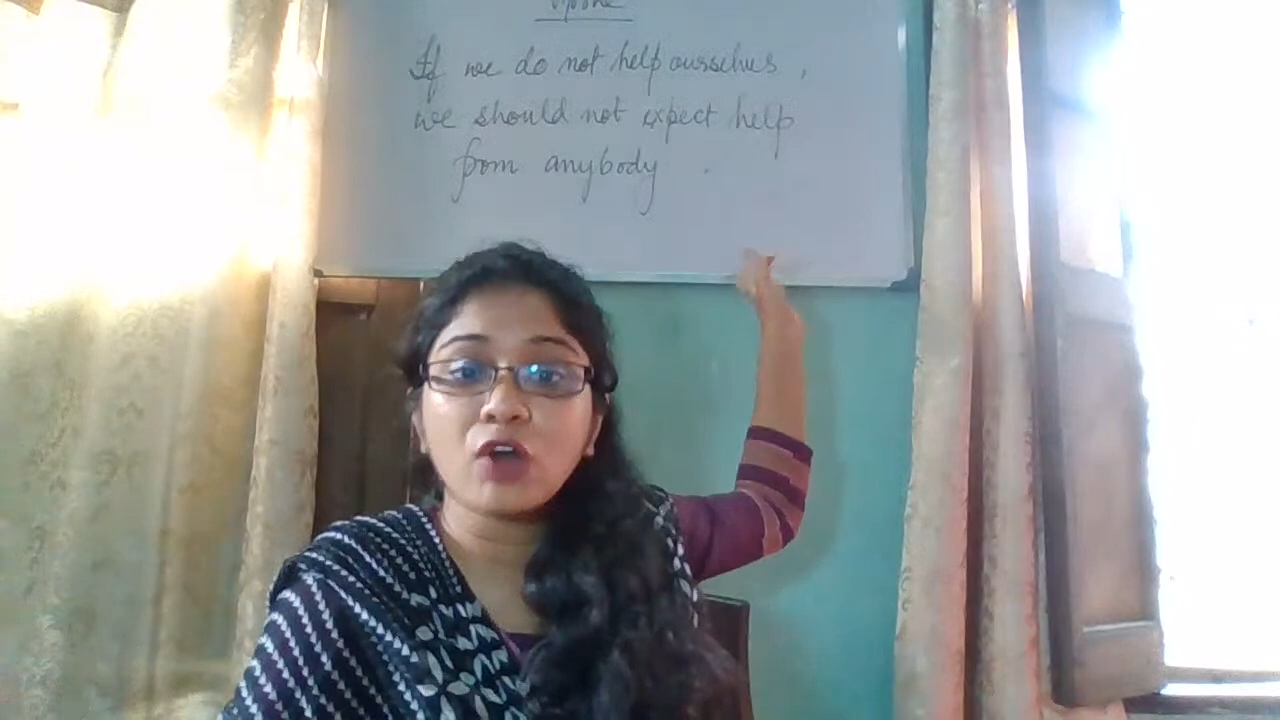 If we do not help ourselves,
we should not expect help
from anybody.